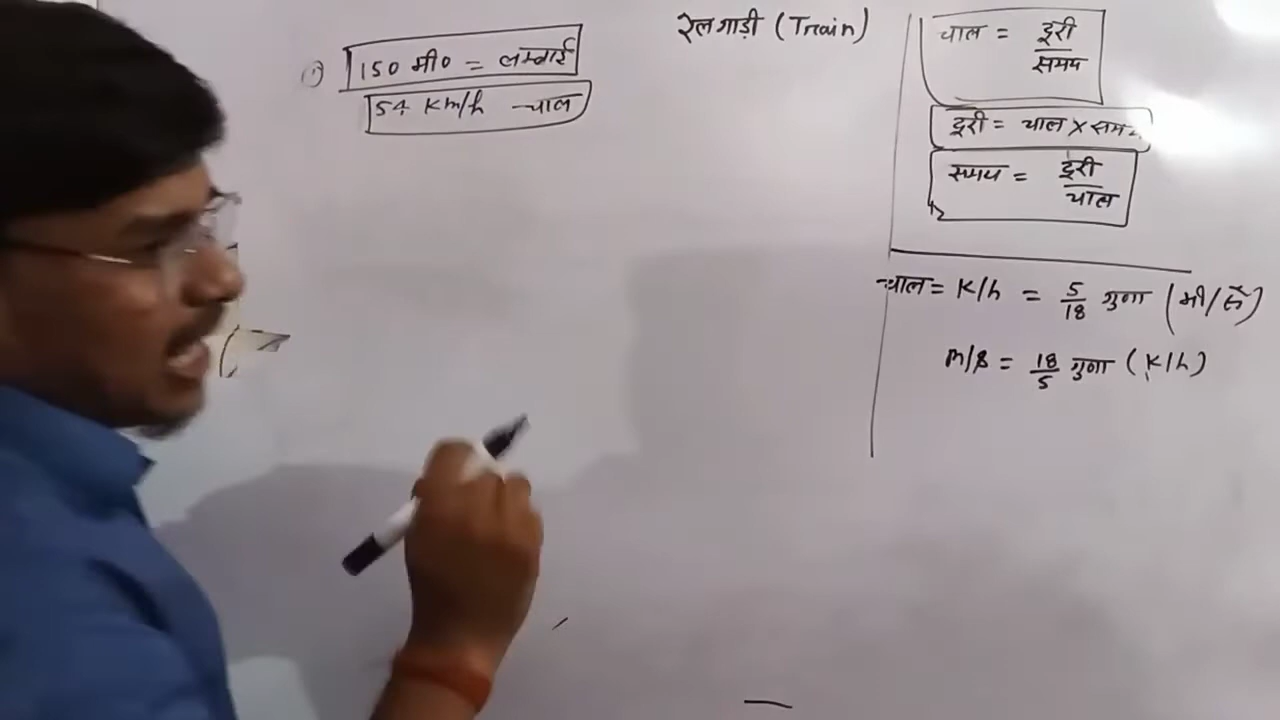 रेलगाड़ी (Train)
(1) 150 मी० = लम्बाई
54 Km/h चाल
चाल = दूरी
समय
दूरी = चाल × समय
समय = दूरी
चाल
चाल = K/h = 5/18 गुणा (मी/से)
m/s = 18/5 गुणा (K/h)